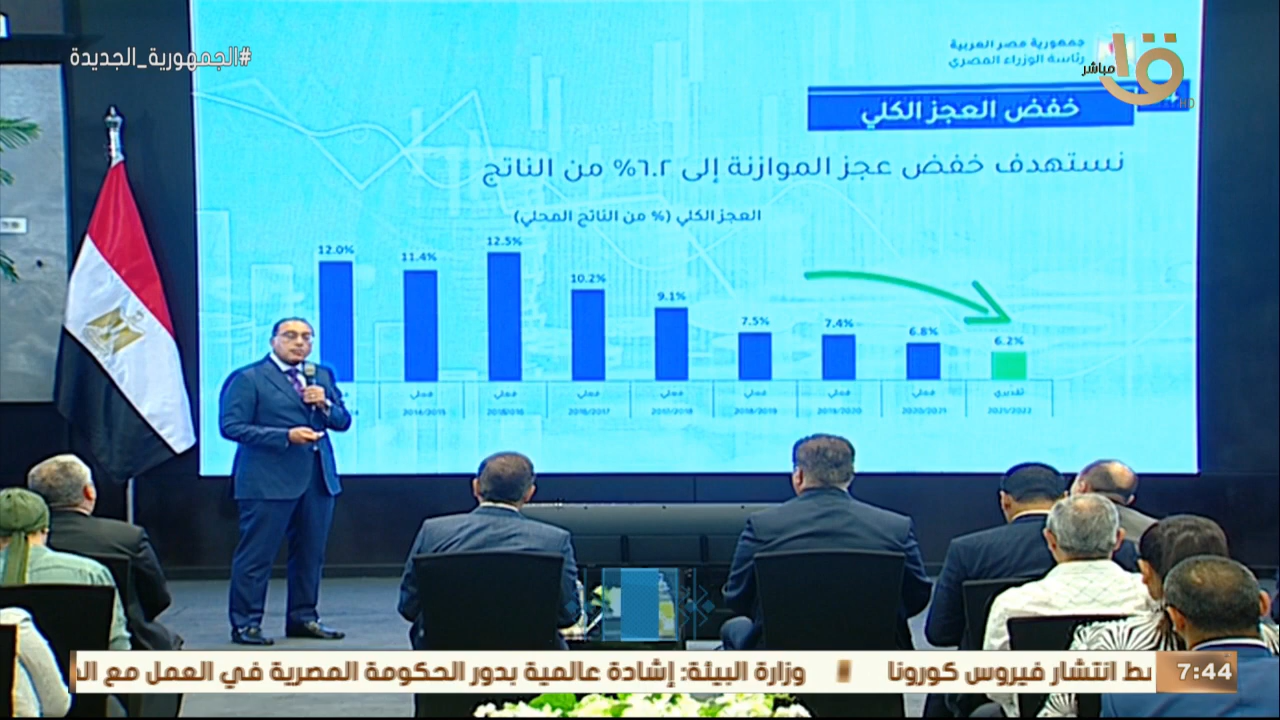 #الجمهورية_الجديدة
جمهورية مصر العربية
رئاسة الوزراء المصري
مباشر
HD
خفض العجز الكلي
نستهدف خفض عجز الموازنة إلى ٦.٢% من الناتج
العجز الكلي (% من الناتج المحلي)
12.0% 11.4% 12.5% 10.2% 9.1% 7.5% 7.4% 6.8% 6.2%
فعلي فعلي فعلي فعلي فعلي فعلي فعلي تقديري
2014/2015 2015/2016 2016/2017 2017/2018 2018/2019 2019/2020 2020/2021 2021/2022
7:44 انتشار فيروس كورونا وزارة البيئة: إشادة عالمية بدور الحكومة المصرية في العمل مع